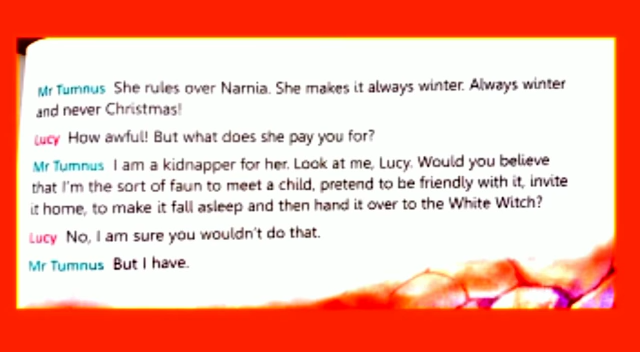 Mr Tumnus She rules over Narnia. She makes it always winter. Always winter
and never Christmas!
Lucy How awful! But what does she pay you for?
Mr Tumnus I am a kidnapper for her. Look at me, Lucy. Would you believe
that I'm the sort of faun to meet a child, pretend to be friendly with it, invite
it home, to make it fall asleep and then hand it over to the White Witch?
Lucy No, I am sure you wouldn't do that.
Mr Tumnus But I have.